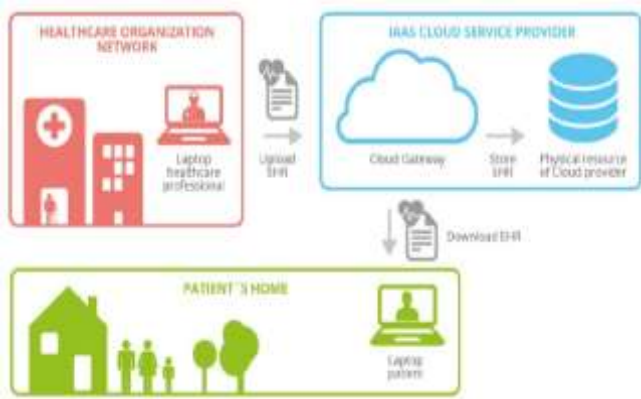 HEALTHCARE ORGANIZATION
NETWORK
Laptop
healthcare
professional
Upload
EHR
IAAS CLOUD SERVICE PROVIDER
Cloud Gateway
Store
EHR
Physical resource
of Cloud provider
Download EHR
PATIENT´S HOME
Laptop
patient